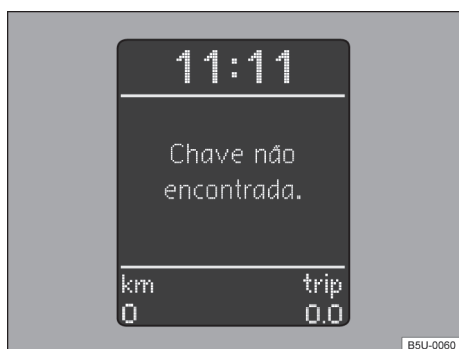 11:11
Chave não
encontrada.
km trip
0 0.0
B5U-0060